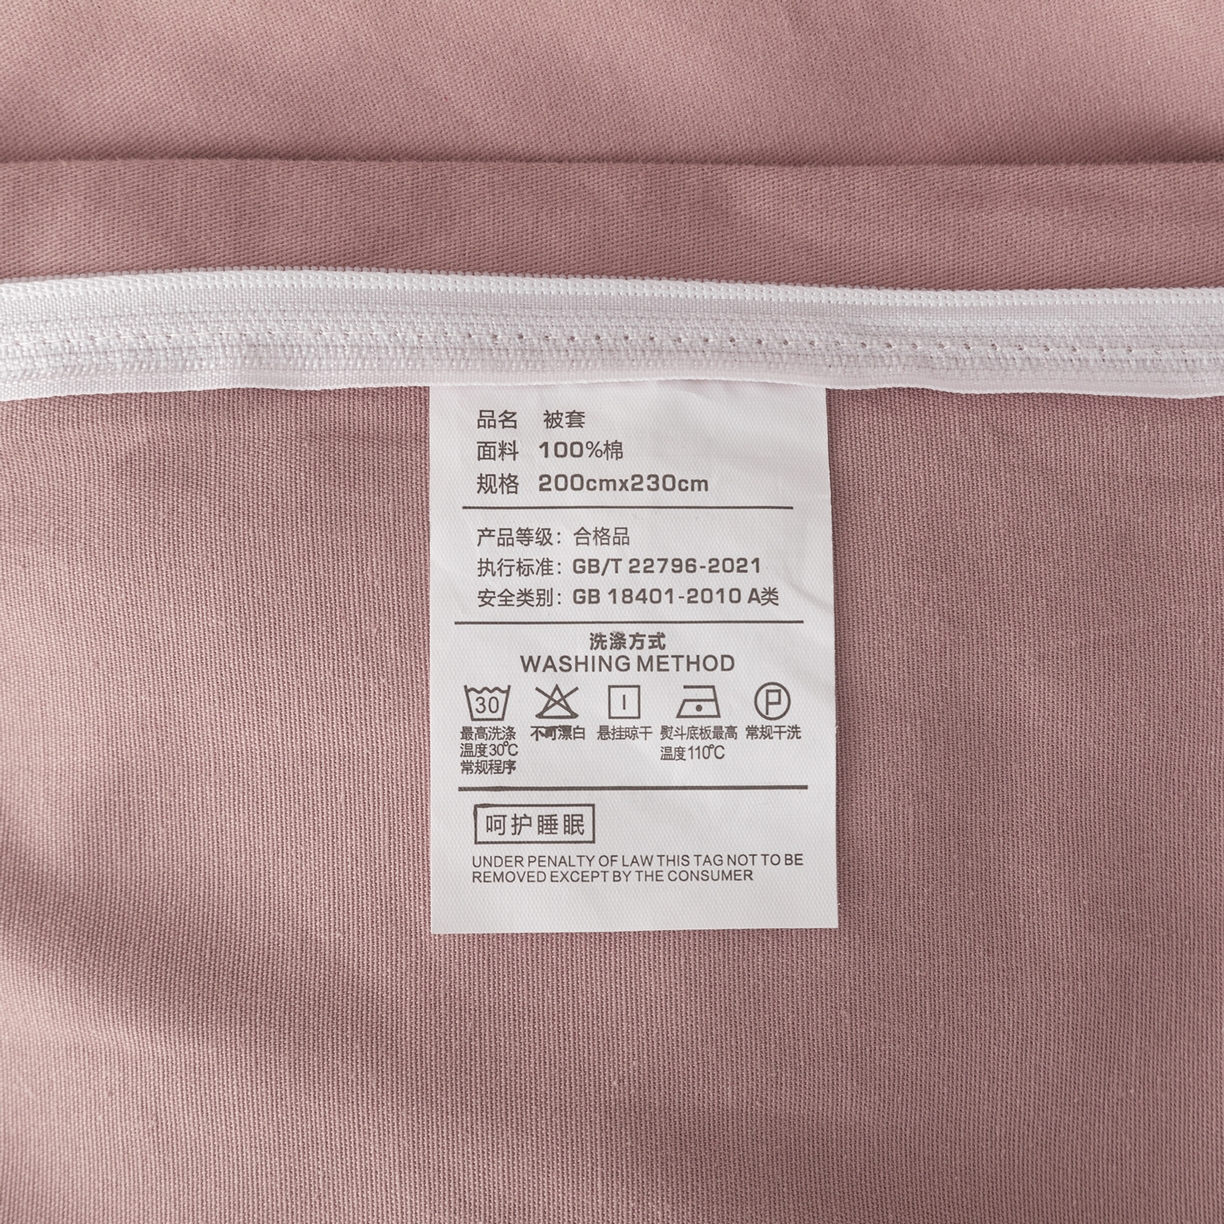 品名 被套
面料 100%棉
规格 200cmx230cm
产品等级：合格品
执行标准：GB/T 22796-2021
安全类别：GB 18401-2010 A类
洗涤方式
WASHING METHOD
30 P
最高洗涤 不可漂白 悬挂晾干 熨斗底板最高 常规干洗
温度30℃ 温度110℃
常规程序
呵护睡眠
UNDER PENALTY OF LAW THIS TAG NOT TO BE
REMOVED EXCEPT BY THE CONSUMER